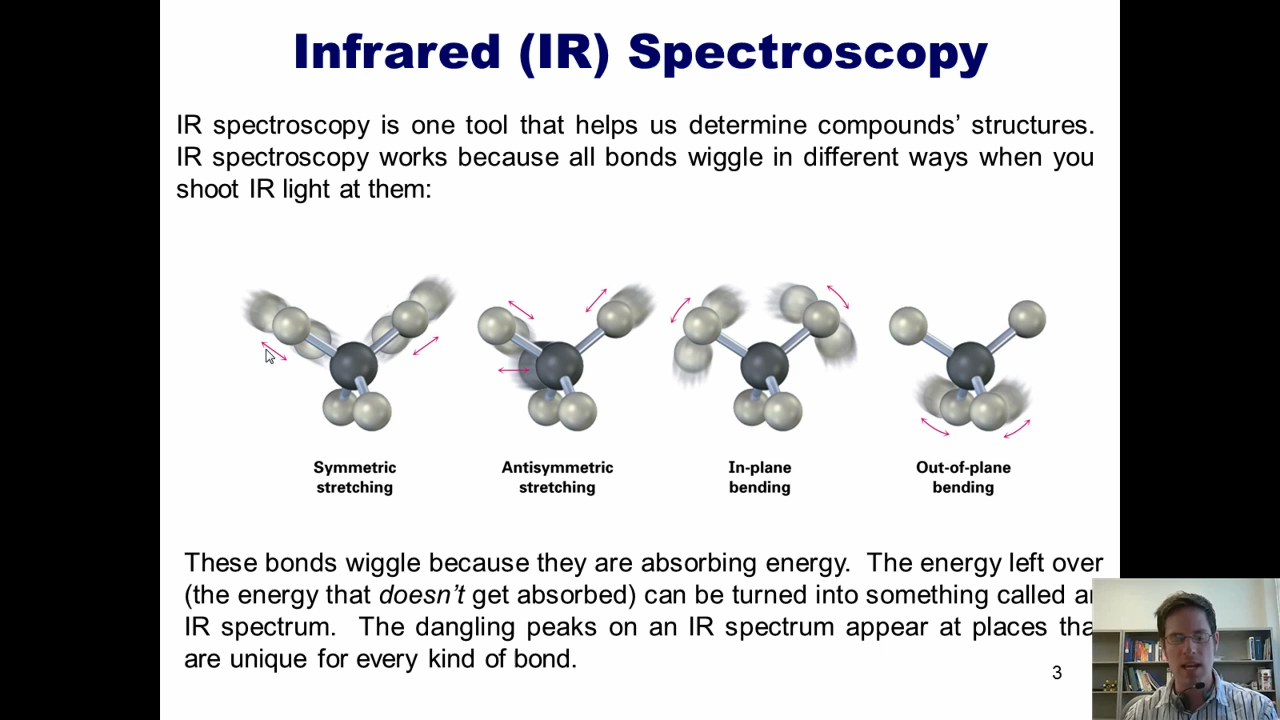 Infrared (IR) Spectroscopy
IR spectroscopy is one tool that helps us determine compounds’ structures.
IR spectroscopy works because all bonds wiggle in different ways when you
shoot IR light at them:
Symmetric
stretching
Antisymmetric
stretching
In-plane
bending
Out-of-plane
bending
These bonds wiggle because they are absorbing energy. The energy left over
(the energy that doesn’t get absorbed) can be turned into something called
IR spectrum. The dangling peaks on an IR spectrum appear at places
are unique for every kind of bond.
3